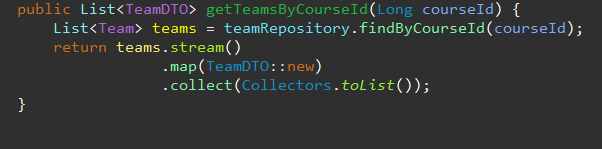 public List<TeamDTO> getTeamsByCourseId(Long courseId) {
    List<Team> teams = teamRepository.findByCourseId(courseId);
    return teams.stream()
                .map(TeamDTO::new)
                .collect(Collectors.toList());
}